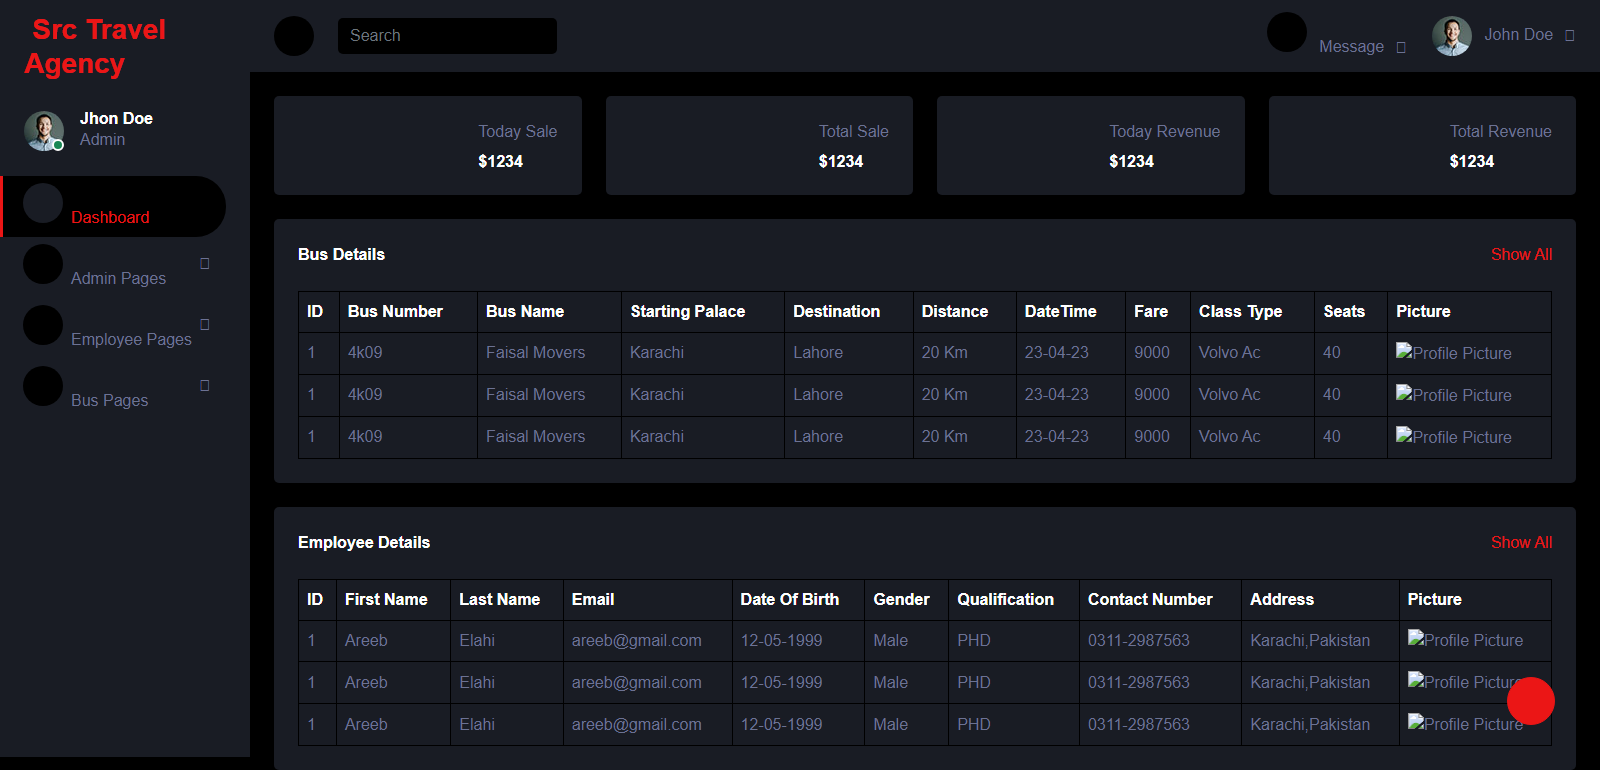 Src Travel
Agency
Search
Message
John Doe
Jhon Doe
Admin
Dashboard
Admin Pages
Employee Pages
Bus Pages
Today Sale
$1234
Total Sale
$1234
Today Revenue
$1234
Total Revenue
$1234
Bus Details Show All
ID Bus Number Bus Name Starting Palace Destination Distance DateTime Fare Class Type Seats Picture
1 4k09 Faisal Movers Karachi Lahore 20 Km 23-04-23 9000 Volvo Ac 40 Profile Picture
1 4k09 Faisal Movers Karachi Lahore 20 Km 23-04-23 9000 Volvo Ac 40 Profile Picture
1 4k09 Faisal Movers Karachi Lahore 20 Km 23-04-23 9000 Volvo Ac 40 Profile Picture
Employee Details Show All
ID First Name Last Name Email Date Of Birth Gender Qualification Contact Number Address Picture
1 Areeb Elahi areeb@gmail.com 12-05-1999 Male PHD 0311-2987563 Karachi,Pakistan Profile Picture
1 Areeb Elahi areeb@gmail.com 12-05-1999 Male PHD 0311-2987563 Karachi,Pakistan Profile Picture
1 Areeb Elahi areeb@gmail.com 12-05-1999 Male PHD 0311-2987563 Karachi,Pakistan Profile Picture